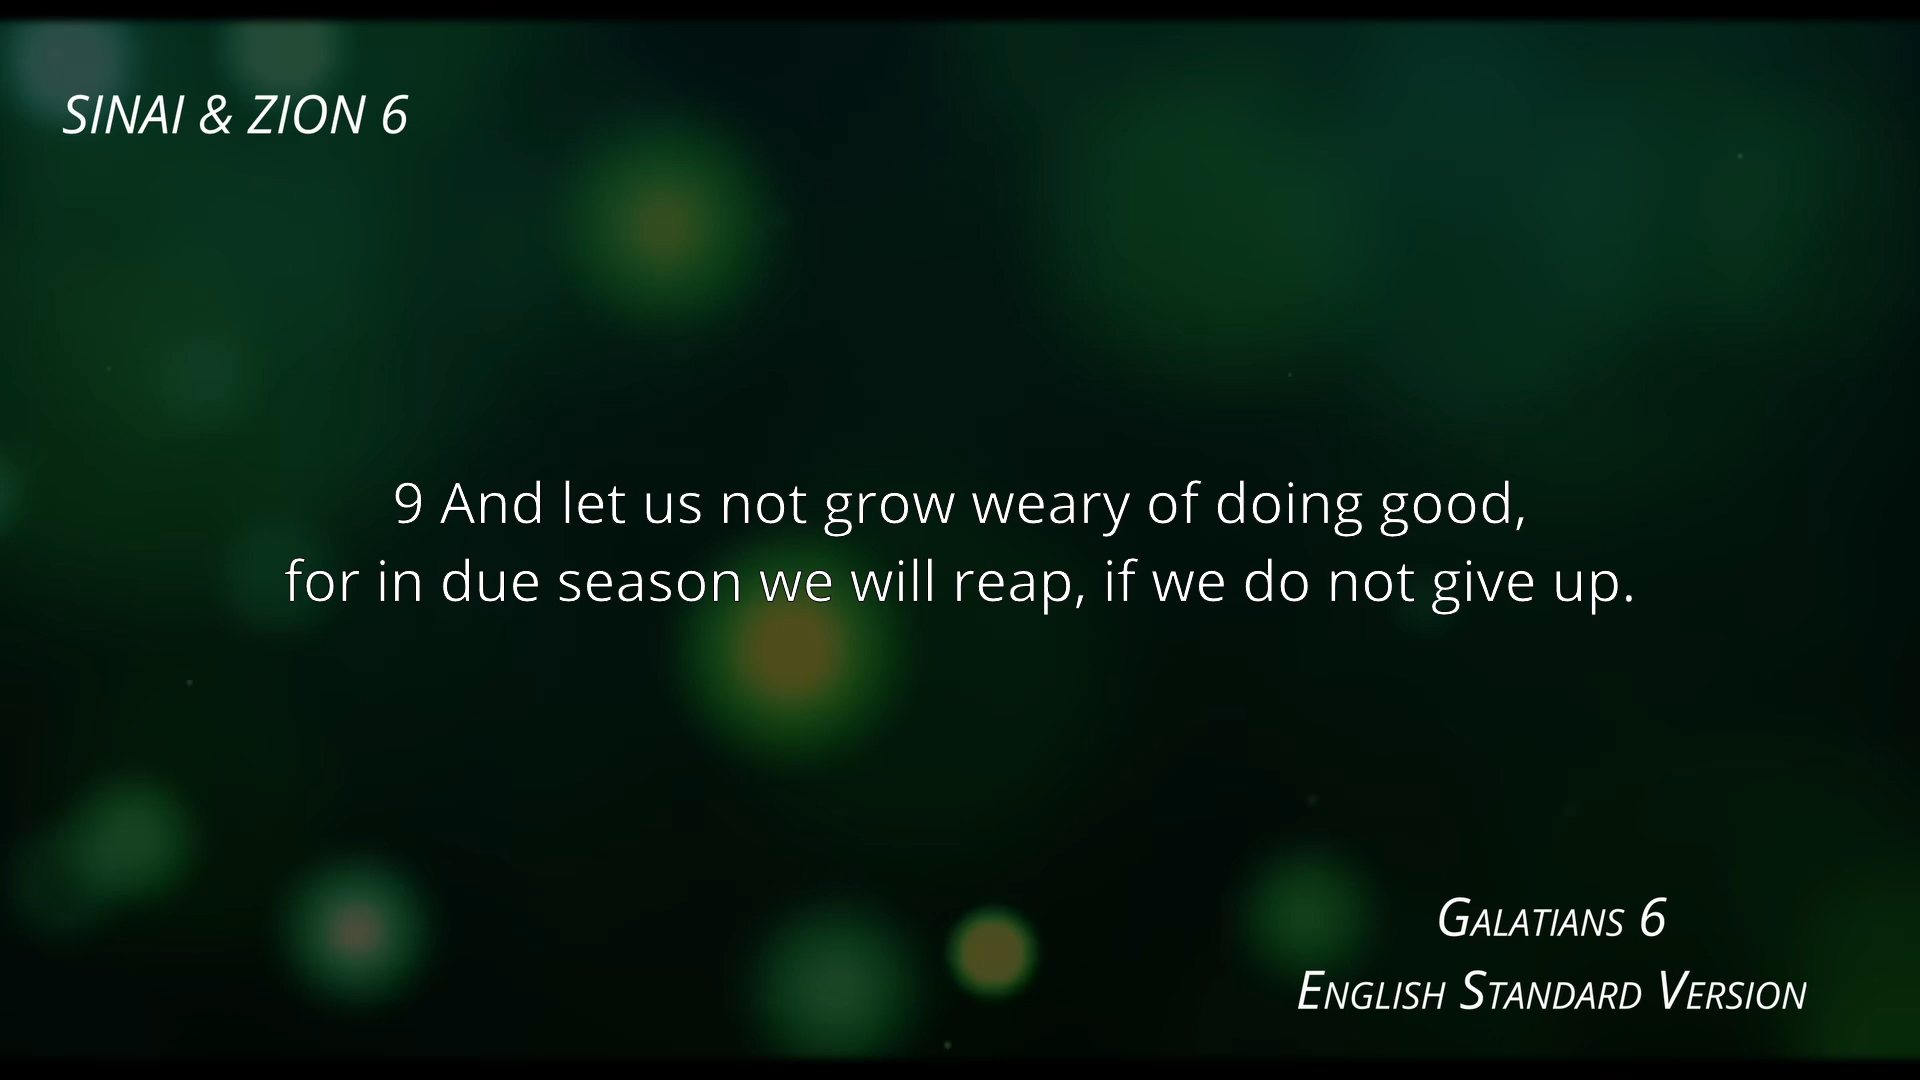 SINAI & ZION 6
9 And let us not grow weary of doing good,
for in due season we will reap, if we do not give up.
Galatians 6
English Standard Version